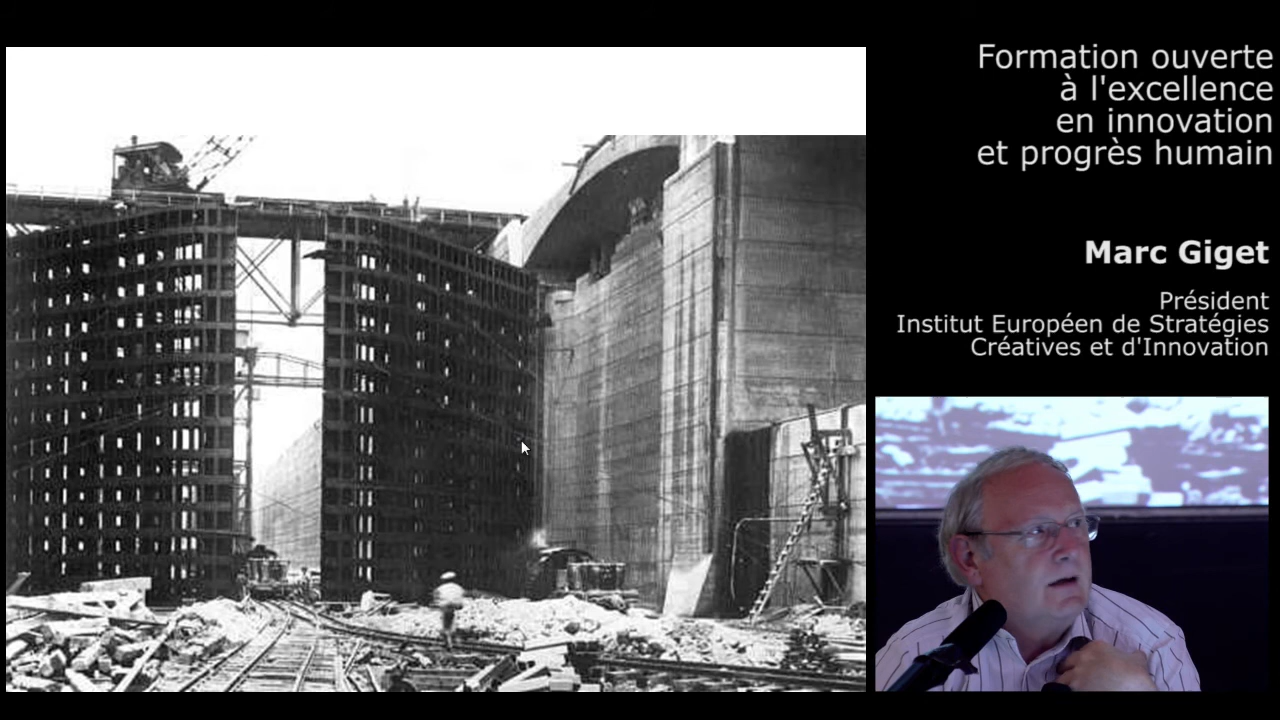 Formation ouverte
à l'excellence
en innovation
et progrès humain
Marc Giget
Président
Institut Européen de Stratégies
Créatives et d'Innovation